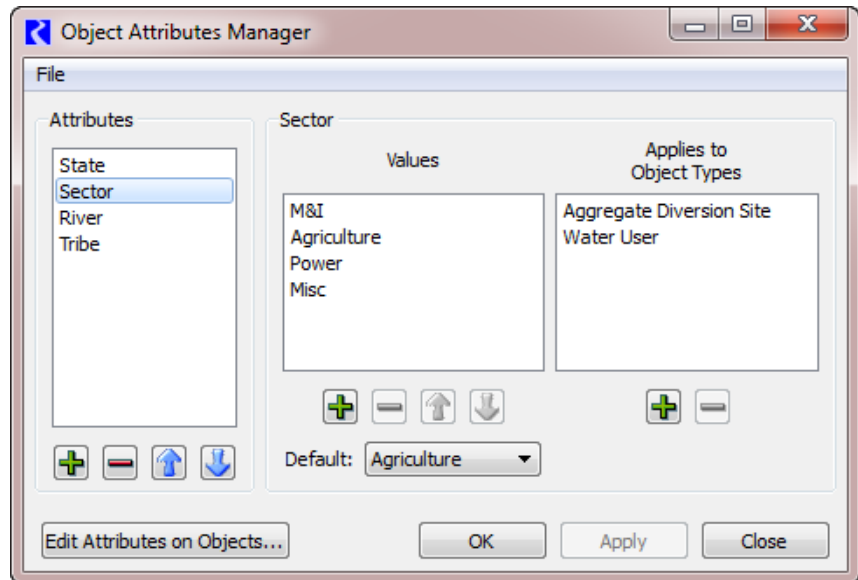 Object Attributes Manager
File
Attributes
State
Sector
River
Tribe
Sector
Values
M&I
Agriculture
Power
Misc
Applies to
Object Types
Aggregate Diversion Site
Water User
Default: Agriculture
Edit Attributes on Objects...
OK
Apply
Close